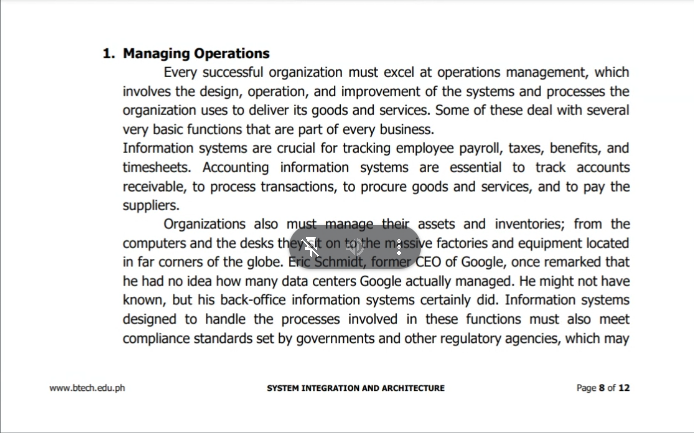 1. Managing Operations
Every successful organization must excel at operations management, which
involves the design, operation, and improvement of the systems and processes the
organization uses to deliver its goods and services. Some of these deal with several
very basic functions that are part of every business.
Information systems are crucial for tracking employee payroll, taxes, benefits, and
timesheets. Accounting information systems are essential to track accounts
receivable, to process transactions, to procure goods and services, and to pay the
suppliers.
Organizations also must manage their assets and inventories; from the
computers and the desks they sit on to the massive factories and equipment located
in far corners of the globe. Eric Schmidt, former CEO of Google, once remarked that
he had no idea how many data centers Google actually managed. He might not have
known, but his back-office information systems certainly did. Information systems
designed to handle the processes involved in these functions must also meet
compliance standards set by governments and other regulatory agencies, which may
www.btech.edu.ph SYSTEM INTEGRATION AND ARCHITECTURE Page 8 of 12